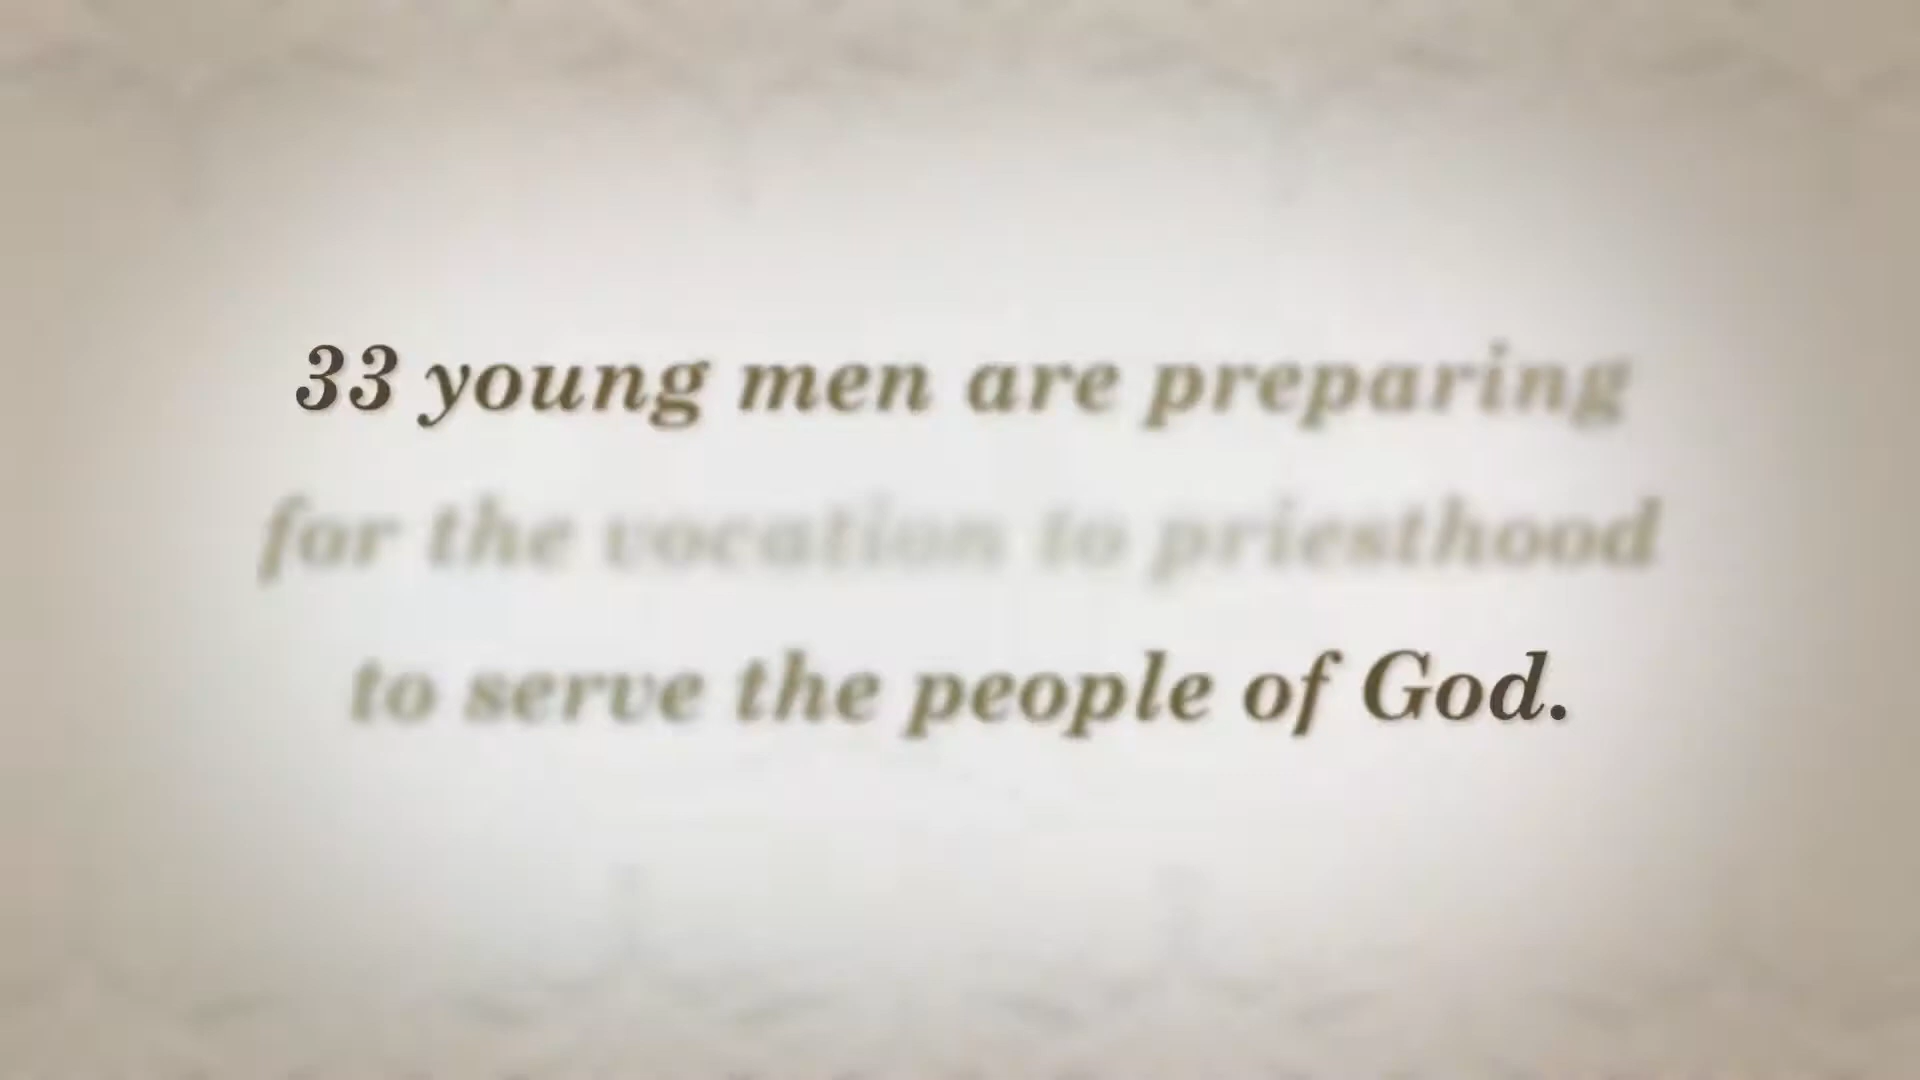 33 young men are preparing
for the vocation to priesthood
to serve the people of God.